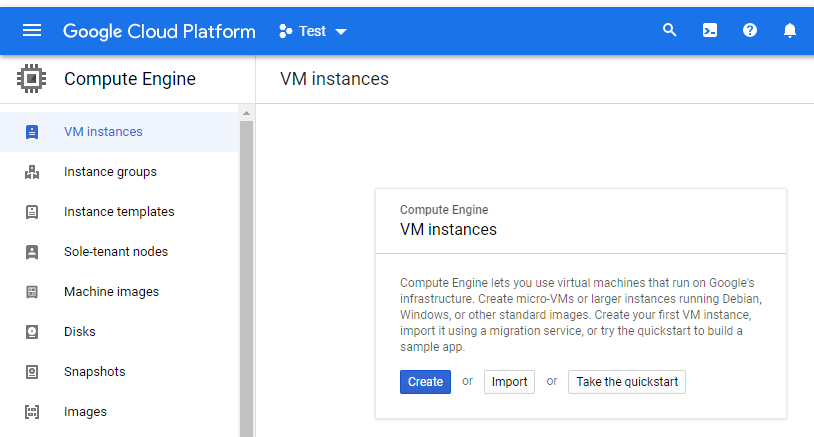 Google Cloud Platform
Test
Compute Engine
VM instances
VM instances
Instance groups
Instance templates
Sole-tenant nodes
Machine images
Disks
Snapshots
Images
Compute Engine
VM instances
Compute Engine lets you use virtual machines that run on Google's
infrastructure. Create micro-VMs or larger instances running Debian,
Windows, or other standard images. Create your first VM instance,
import it using a migration service, or try the quickstart to build a
sample app.
Create or Import or Take the quickstart